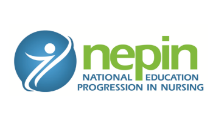 nepin
NATIONAL EDUCATION
PROGRESSION IN NURSING